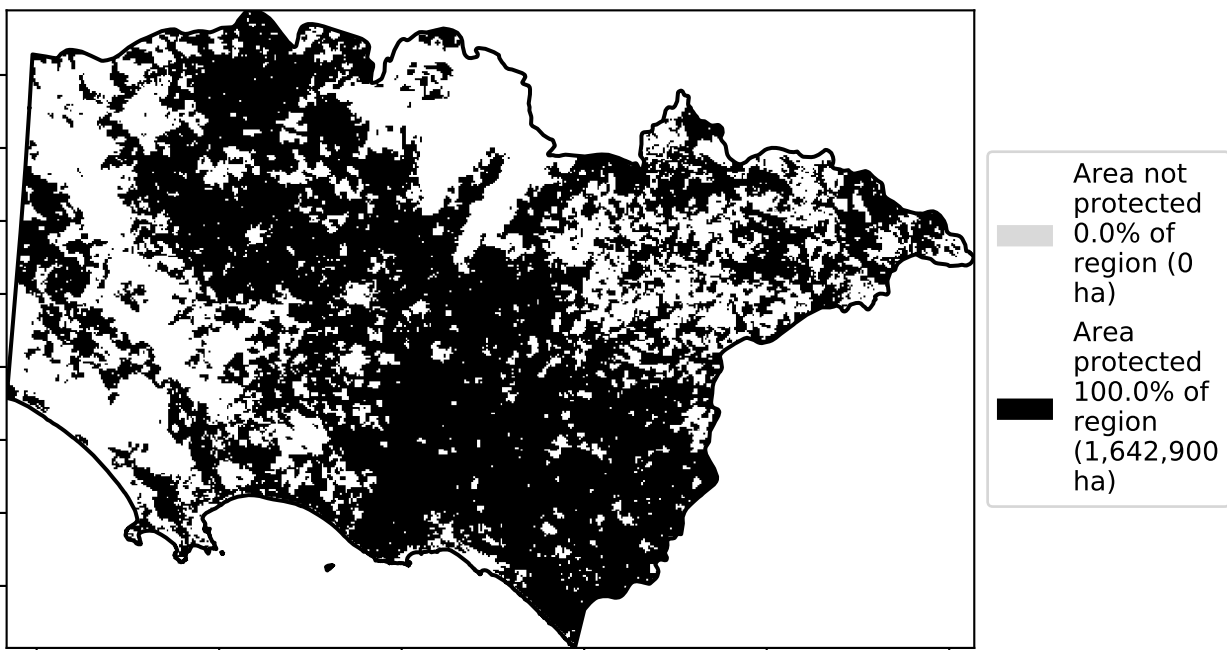 Area not
protected
0.0% of
region (0
ha)
Area
protected
100.0% of
region
(1,642,900
ha)